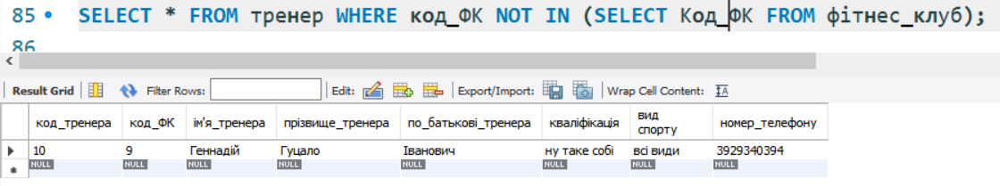 85 SELECT * FROM тренер WHERE код_ФК NOT IN (SELECT Код_ФК FROM фітнес_клуб);
86
Result Grid Filter Rows: Edit: Export/Import: Wrap Cell Content:
код_тренера код_ФК ім'я_тренера прізвище_тренера по_батькові_тренера кваліфікація вид спорту номер_телефону
10 9 Геннадій Гуцало Іванович ну таке собі всі види 3929340394
NULL NULL NULL NULL NULL NULL NULL NULL